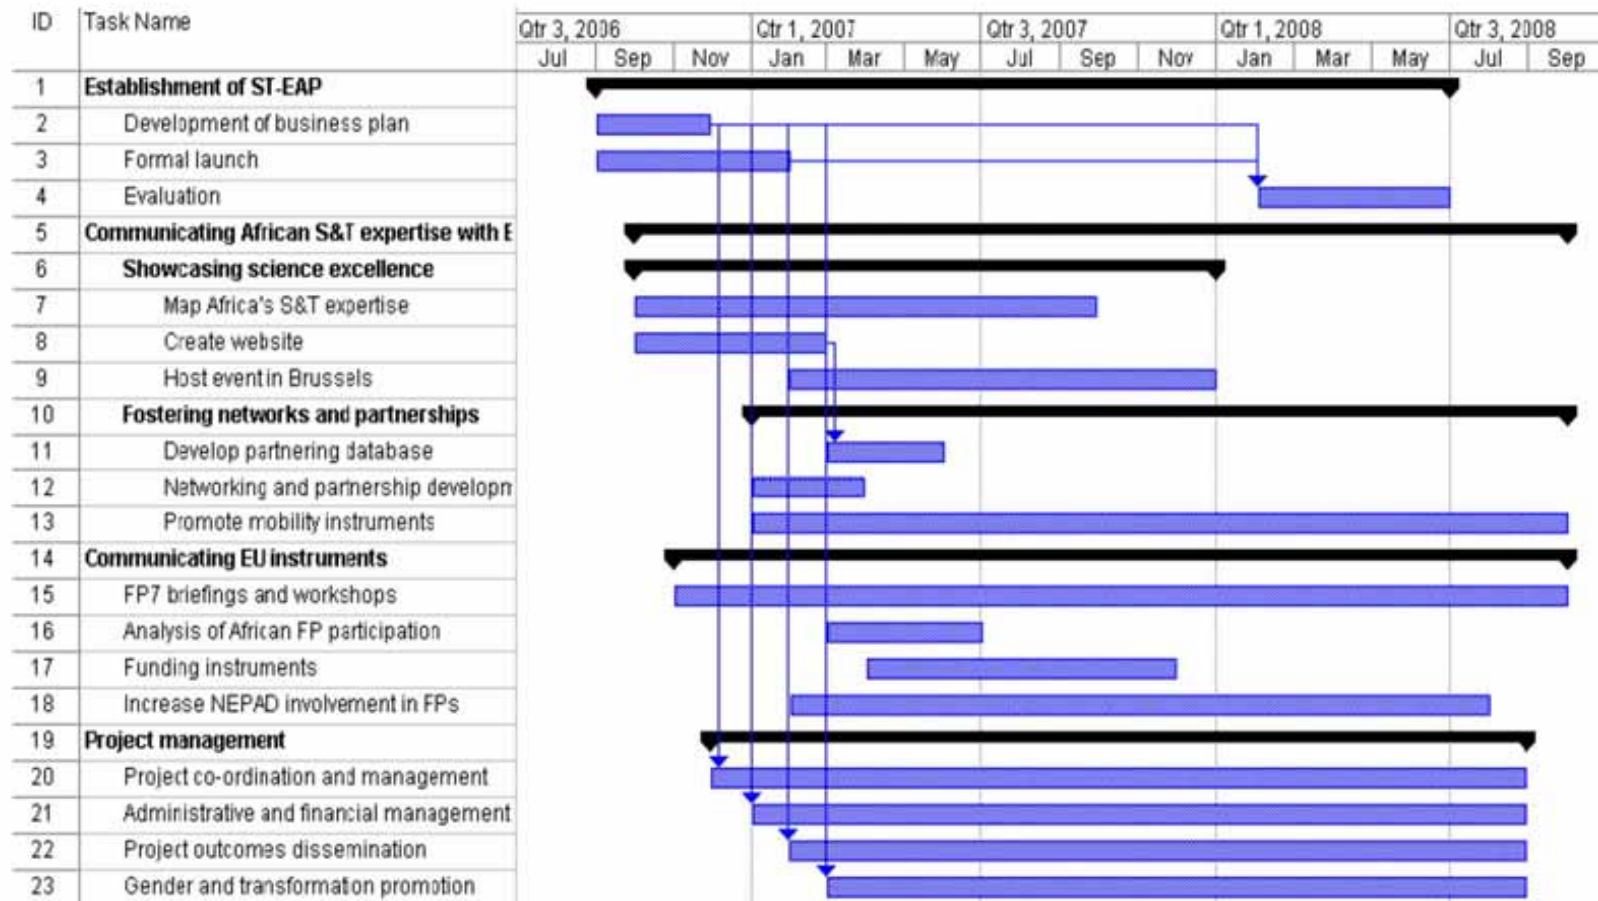 ID Task Name Qtr 3, 2006 Qtr 1, 2007 Qtr 3, 2007 Qtr 1, 2008 Qtr 3, 2008
Jul Sep Nov Jan Mar May Jul Sep Nov Jan Mar May Jul Sep
1 Establishment of ST-EAP
2 Development of business plan
3 Formal launch
4 Evaluation
5 Communicating African S&T expertise with E
6 Showcasing science excellence
7 Map Africa's S&T expertise
8 Create website
9 Host event in Brussels
10 Fostering networks and partnerships
11 Develop partnering database
12 Networking and partnership developm
13 Promote mobility instruments
14 Communicating EU instruments
15 FP7 briefings and workshops
16 Analysis of African FP participation
17 Funding instruments
18 Increase NEPAD involvement in FPs
19 Project management
20 Project co-ordination and management
21 Administrative and financial management
22 Project outcomes dissemination
23 Gender and transformation promotion